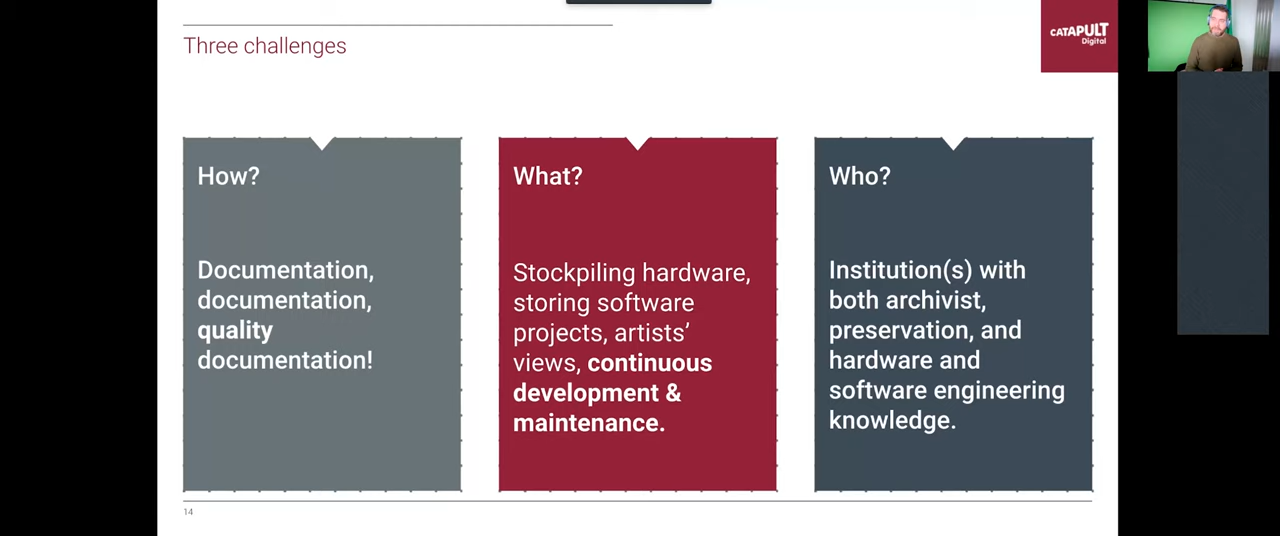 Three challenges
CATAPULT
Digital
How?
Documentation,
documentation,
quality
documentation!
What?
Stockpiling hardware,
storing software
projects, artists’
views, continuous
development &
maintenance.
Who?
Institution(s) with
both archivist,
preservation, and
hardware and
software engineering
knowledge.
14